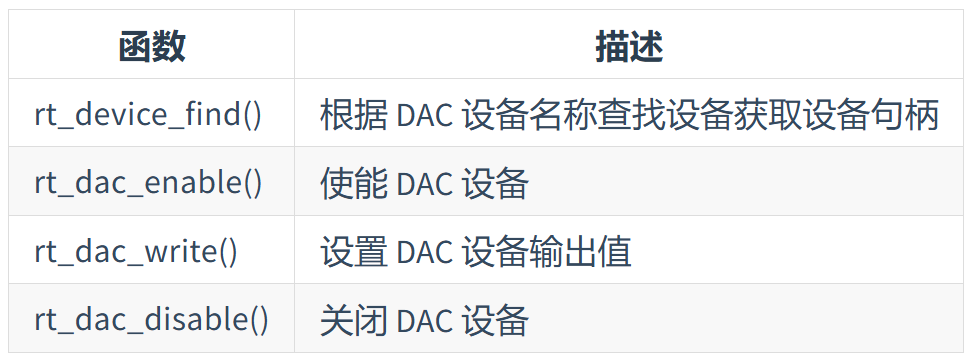 函数 描述
rt_device_find() 根据 DAC 设备名称查找设备获取设备句柄
rt_dac_enable() 使能 DAC 设备
rt_dac_write() 设置 DAC 设备输出值
rt_dac_disable() 关闭 DAC 设备